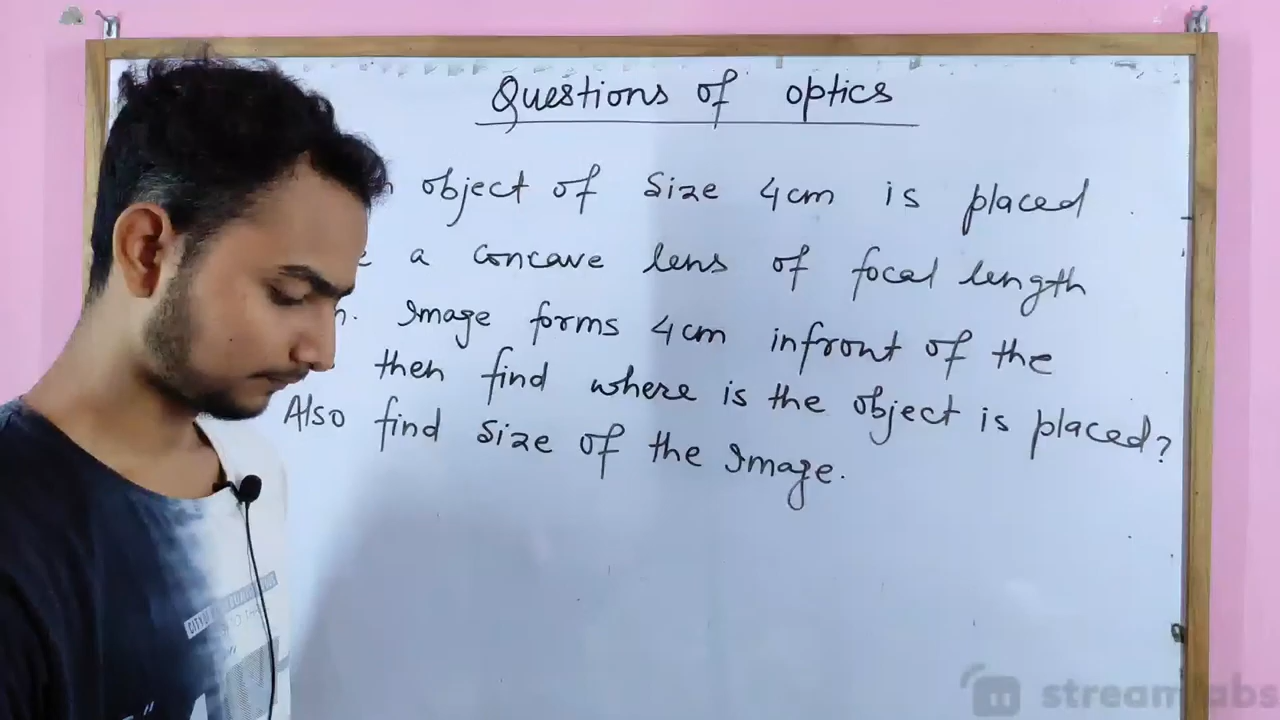 Questions of optics
object of Size 4cm is placed
a Concave lens of focal length
Image forms 4cm infront of the
then find where is the object is placed?
Also find size of the Image.
streamlabs